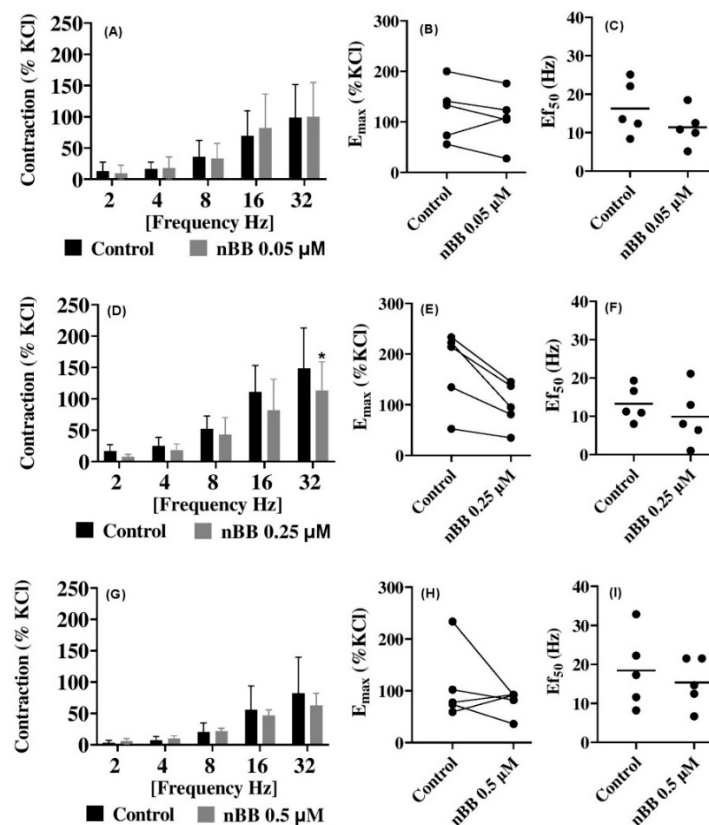 (A)
Contraction (% KCl)
250
200
150
100
50
0
2 4 8 16 32
[Frequency Hz]
Control nBB 0.05 µM
(B)
E_max (%KCl)
300
200
100
0
Control
nBB 0.05 µM
(C)
Ef_50 (Hz)
40
30
20
10
0
Control
nBB 0.05 µM
(D)
Contraction (% KCl)
250
200
150
100
50
0
2 4 8 16 32
[Frequency Hz]
Control nBB 0.25 µM
*
(E)
E_max (%KCl)
300
200
100
0
Control
nBB 0.25 µM
(F)
Ef_50 (Hz)
40
30
20
10
0
Control
nBB 0.25 µM
(G)
Contraction (% KCl)
250
200
150
100
50
0
2 4 8 16 32
[Frequency Hz]
Control nBB 0.5 µM
(H)
E_max (%KCl)
300
200
100
0
Control
nBB 0.5 µM
(I)
Ef_50 (Hz)
40
30
20
10
0
Control
nBB 0.5 µM